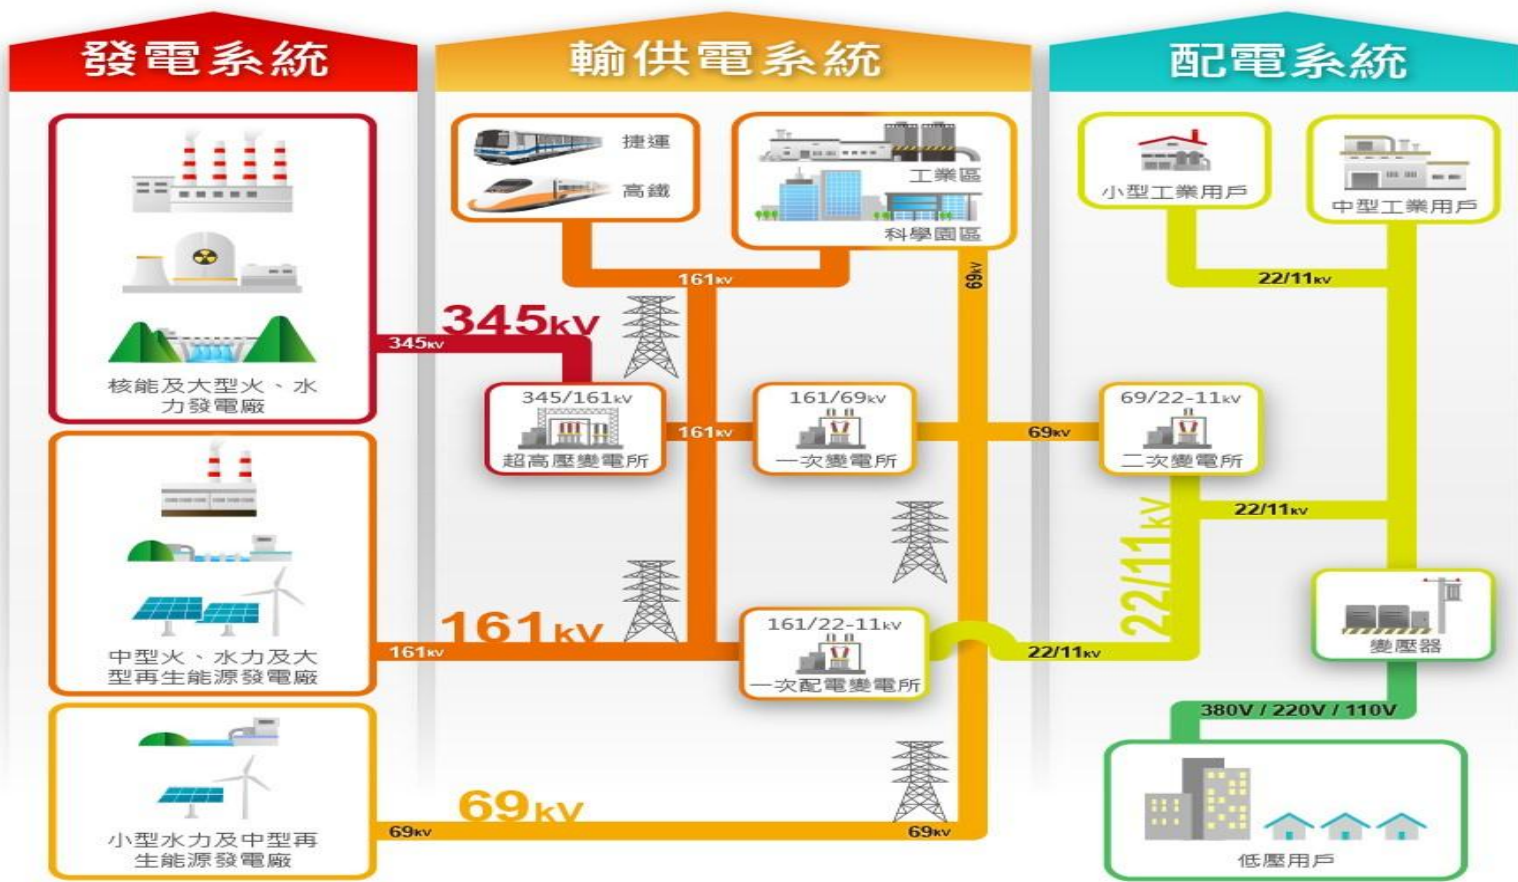 發電系統
輸供電系統
配電系統
核能及大型火、水
力發電廠
中型火、水力及大
型再生能源發電廠
小型水力及中型再
生能源發電廠
捷運
高鐵
工業區
科學園區
161kV
69kV
345kV
345kV
345/161kV
超高壓變電所
161kV
161/69kV
一次變電所
161kV
161kV
161/22-11kV
一次配電變電所
69kV
69kV
69kV
小型工業用戶
中型工業用戶
22/11kV
69kV
69/22-11kV
二次變電所
22/11kV
22/11kV
22/11kV
變壓器
380V / 220V / 110V
低壓用戶